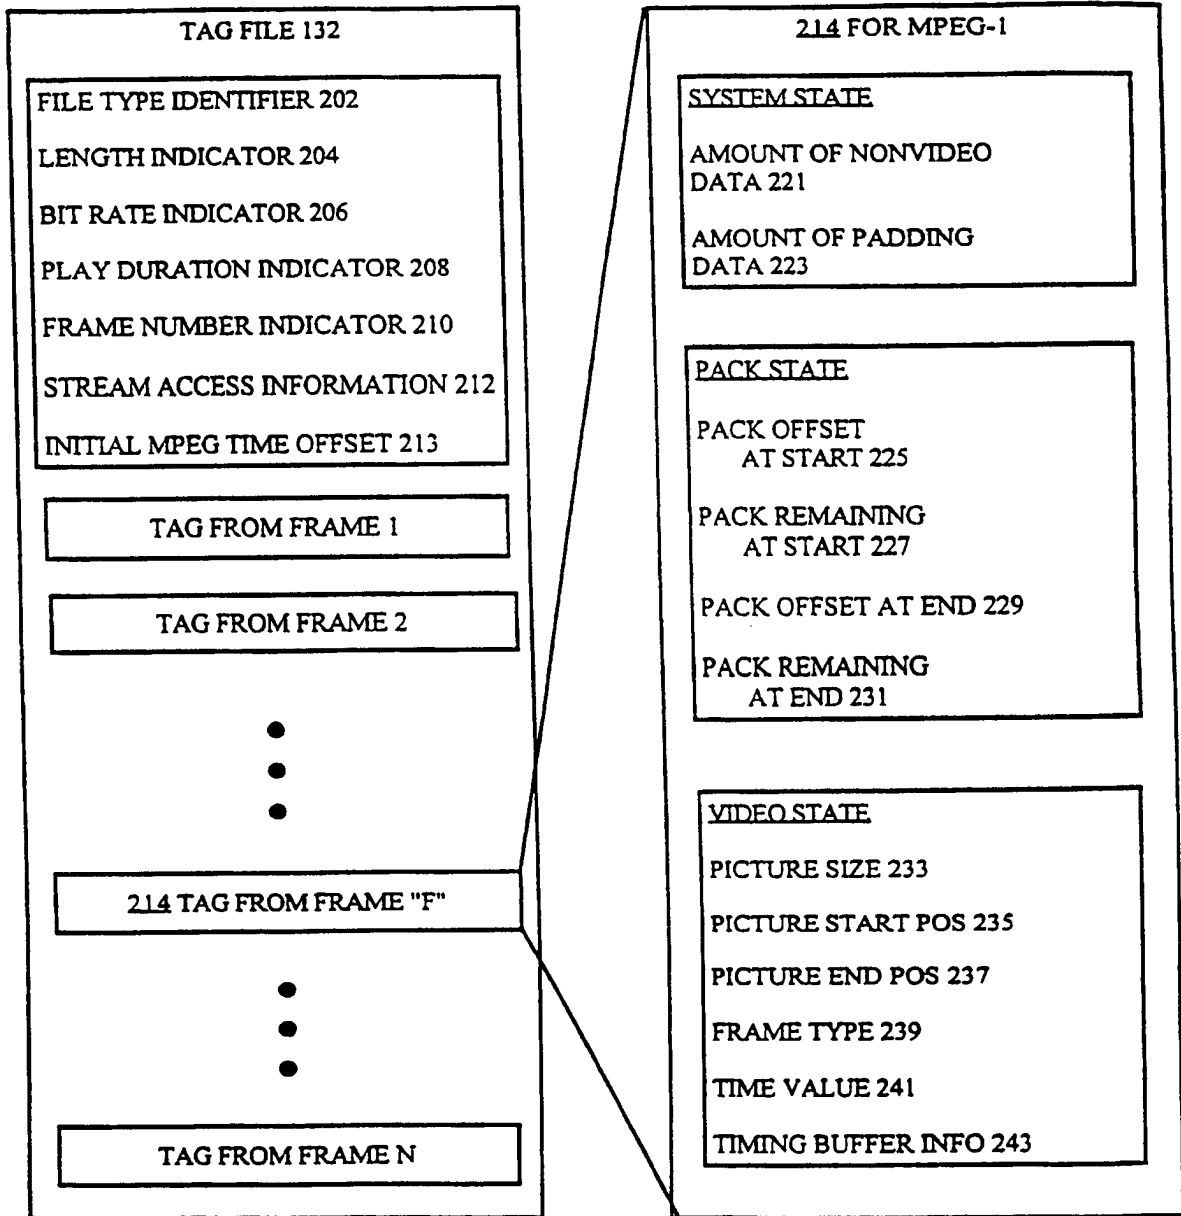 TAG FILE 132
FILE TYPE IDENTIFIER 202
LENGTH INDICATOR 204
BIT RATE INDICATOR 206
PLAY DURATION INDICATOR 208
FRAME NUMBER INDICATOR 210
STREAM ACCESS INFORMATION 212
INITIAL MPEG TIME OFFSET 213
TAG FROM FRAME 1
TAG FROM FRAME 2
214 TAG FROM FRAME "F"
TAG FROM FRAME N
214 FOR MPEG-1
SYSTEM STATE
AMOUNT OF NONVIDEO
DATA 221
AMOUNT OF PADDING
DATA 223
PACK STATE
PACK OFFSET
AT START 225
PACK REMAINING
AT START 227
PACK OFFSET AT END 229
PACK REMAINING
AT END 231
VIDEO STATE
PICTURE SIZE 233
PICTURE START POS 235
PICTURE END POS 237
FRAME TYPE 239
TIME VALUE 241
TIMING BUFFER INFO 243